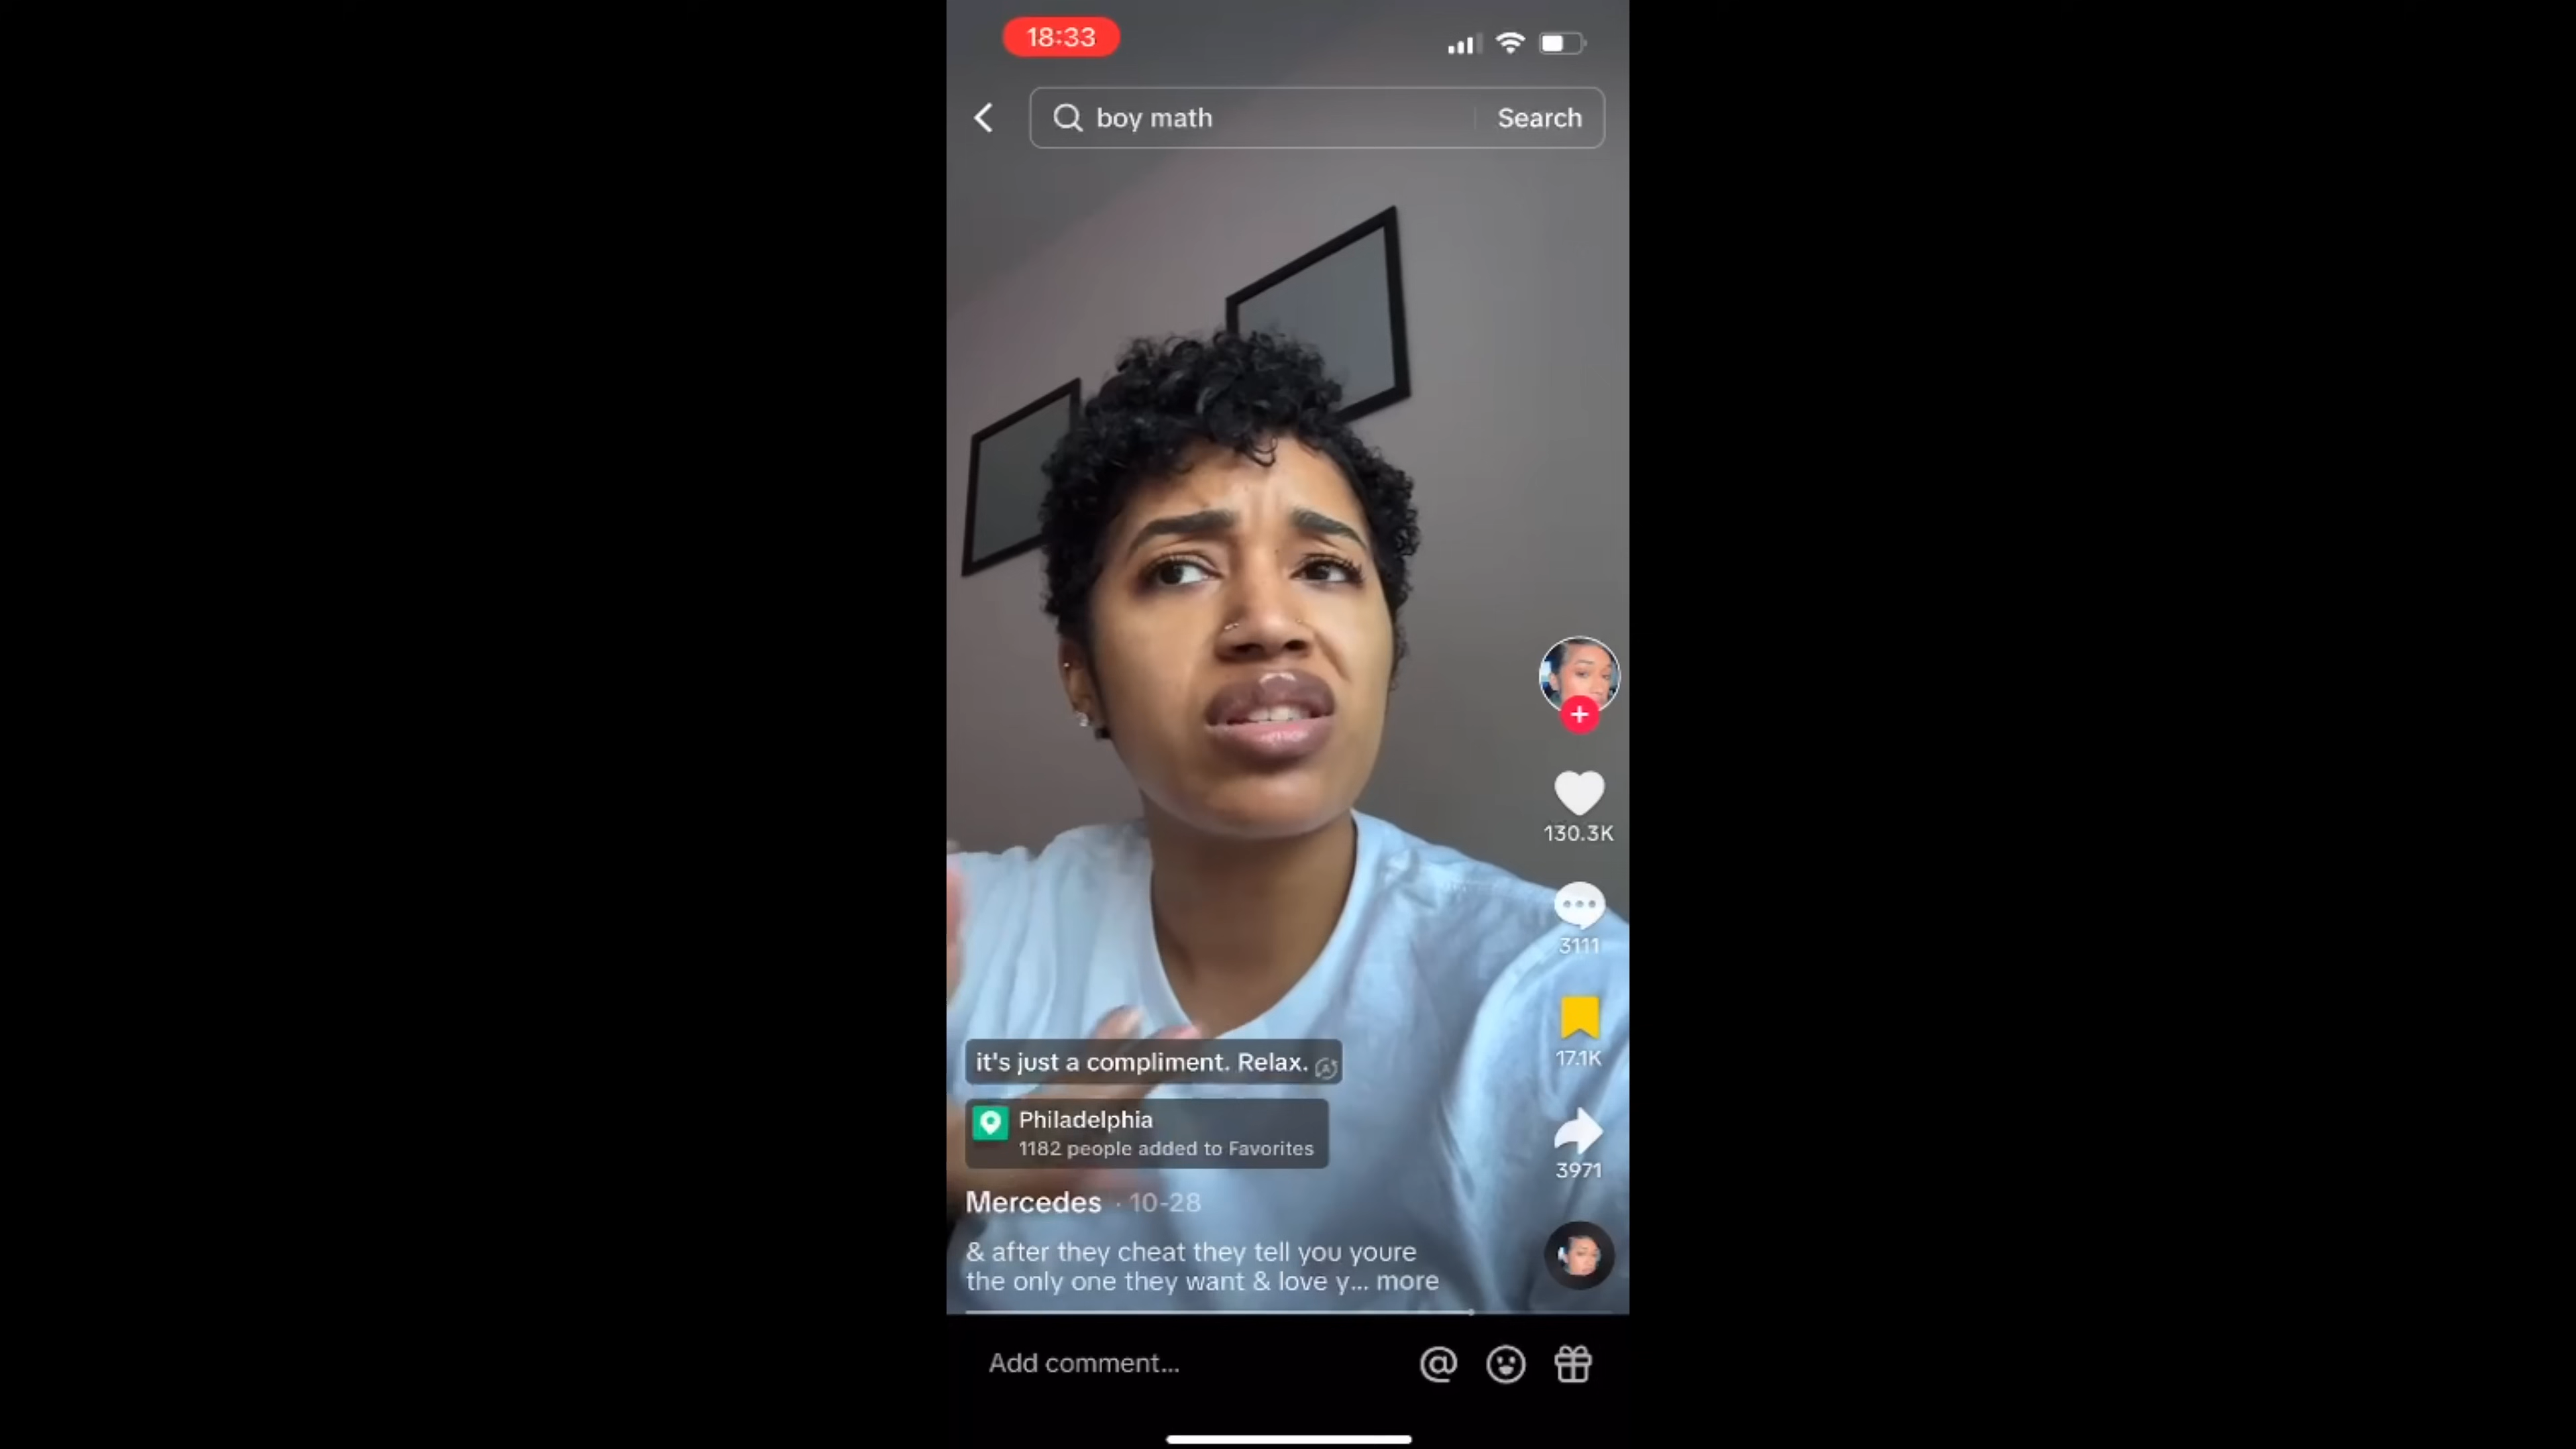 18:33
boy math
Search
130.3K
3111
17.1K
it's just a compliment. Relax.
Philadelphia
1182 people added to Favorites
3971
Mercedes · 10-28
& after they cheat they tell you youre
the only one they want & love y... more
Add comment...